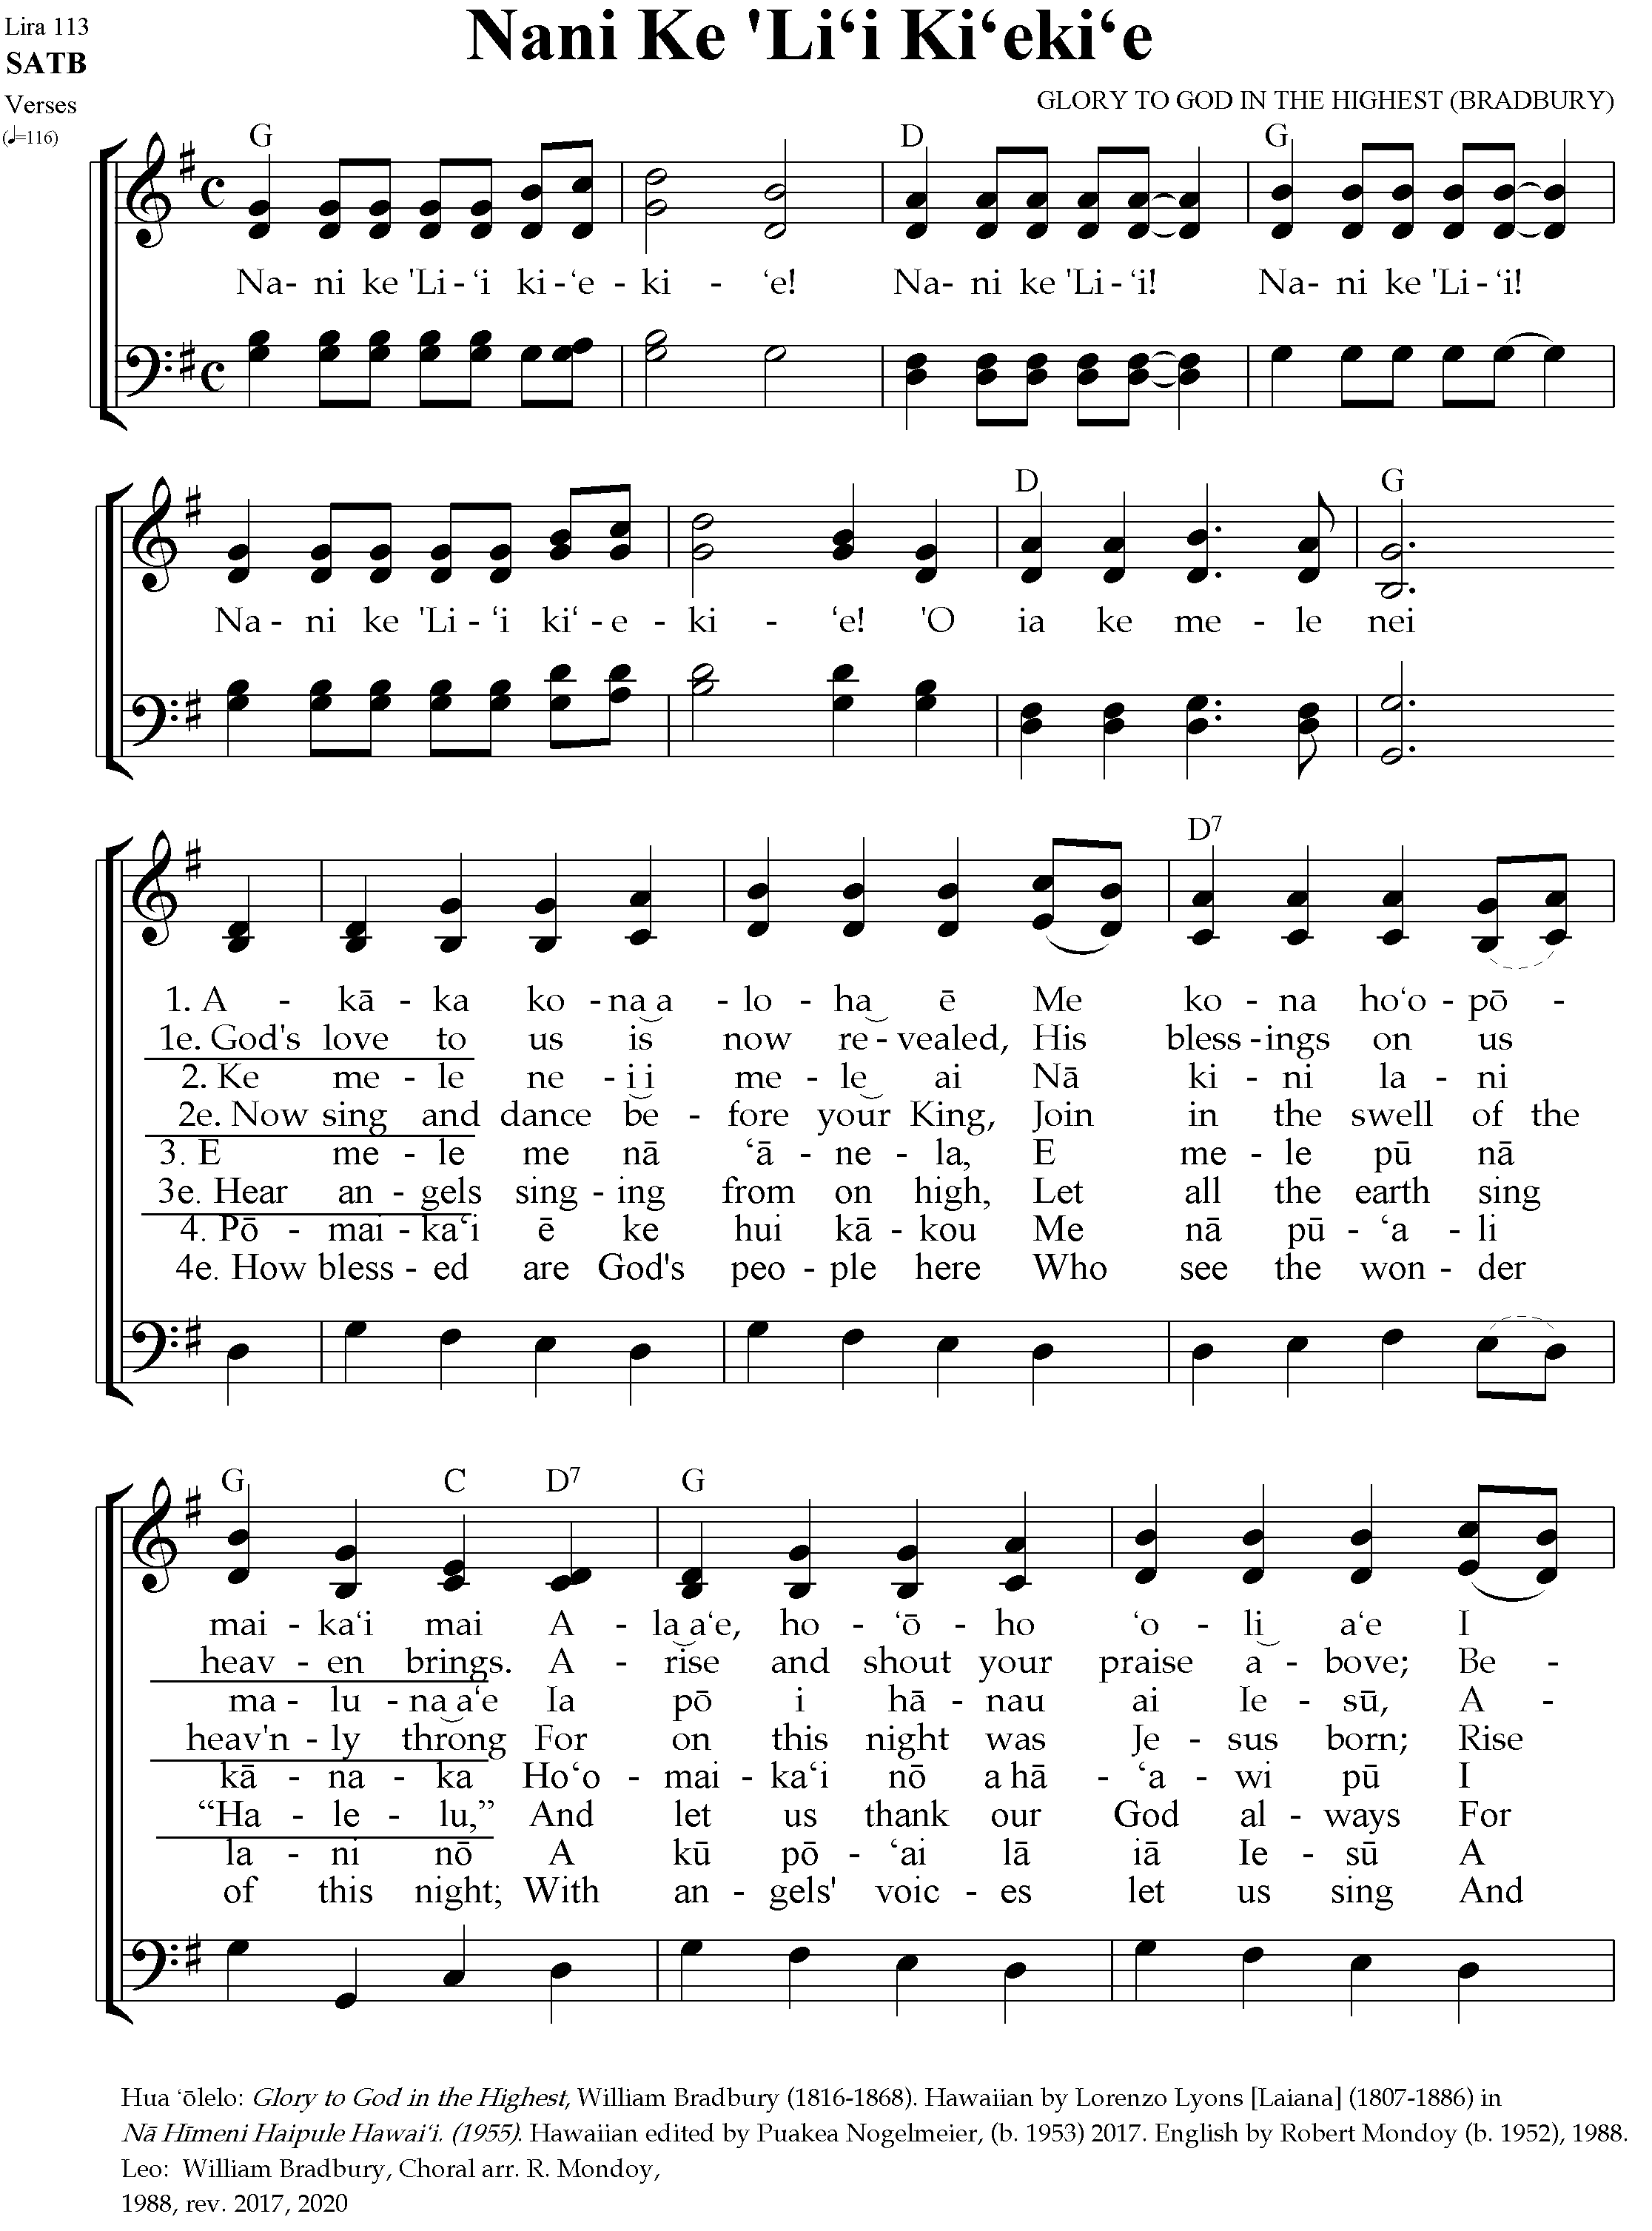 Lira 113
Nani Ke 'Li‘i Ki‘eki‘e
SATB
Verses
GLORY TO GOD IN THE HIGHEST (BRADBURY)
(♩=116)
G D G
Na- ni ke 'Li - ‘i ki - ‘e - ki - ‘e! Na- ni ke 'Li - ‘i! Na- ni ke 'Li - ‘i!
D G
Na - ni ke 'Li - ‘i ki‘ - e - ki - ‘e! 'O ia ke me - le nei
D7
1. A - kā - ka ko - na‿a - lo - ha‿ ē Me ko - na ho‘o - pō -
1e. God's love to us is now re - vealed, His bless - ings on us
2. Ke me - le ne - i‿i me - le‿ ai Nā ki - ni la - ni
2e. Now sing and dance be - fore your King, Join in the swell of the
3. E me - le me nā ‘ā - ne - la, E me - le pū nā
3e. Hear an - gels sing - ing from on high, Let all the earth sing
4. Pō - mai - ka‘i ē ke hui kā - kou Me nā pū - ‘a - li
4e. How bless - ed are God's peo - ple here Who see the won - der
G C D7 G
mai - ka‘i mai A - la‿a‘e, ho - ‘ō - ho ‘o - li‿ a‘e I
heav - en brings. A - rise and shout your praise a - bove; Be -
ma - lu - na‿a‘e Ia pō i hā - nau ai Ie - sū, A -
heav'n - ly throng For on this night was Je - sus born; Rise
kā - na - ka Ho‘o - mai - ka‘i nō a hā - ‘a - wi pū I
“Ha - le - lu,” And let us thank our God al - ways For
la - ni nō A kū pō - ‘ai lā iā Ie - sū A
of this night; With an - gels' voic - es let us sing And
Hua ‘ōlelo: Glory to God in the Highest, William Bradbury (1816-1868). Hawaiian by Lorenzo Lyons [Laiana] (1807-1886) in
Nā Hīmeni Haipule Hawai‘i. (1955). Hawaiian edited by Puakea Nogelmeier, (b. 1953) 2017. English by Robert Mondoy (b. 1952), 1988.
Leo: William Bradbury, Choral arr. R. Mondoy,
1988, rev. 2017, 2020